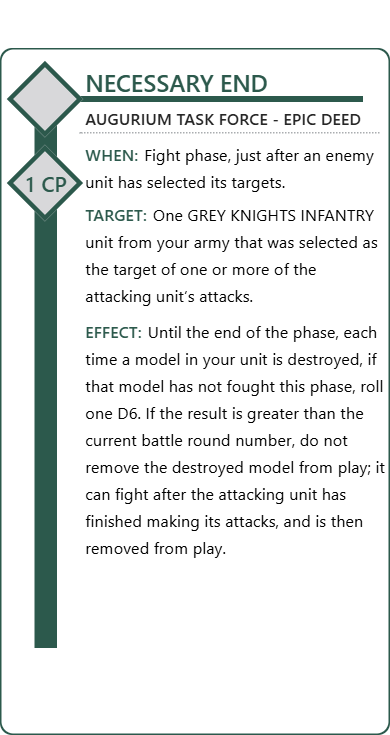 NECESSARY END
AUGURIUM TASK FORCE - EPIC DEED
1 CP
WHEN: Fight phase, just after an enemy
unit has selected its targets.
TARGET: One GREY KNIGHTS INFANTRY
unit from your army that was selected as
the target of one or more of the
attacking unit’s attacks.
EFFECT: Until the end of the phase, each
time a model in your unit is destroyed, if
that model has not fought this phase, roll
one D6. If the result is greater than the
current battle round number, do not
remove the destroyed model from play; it
can fight after the attacking unit has
finished making its attacks, and is then
removed from play.